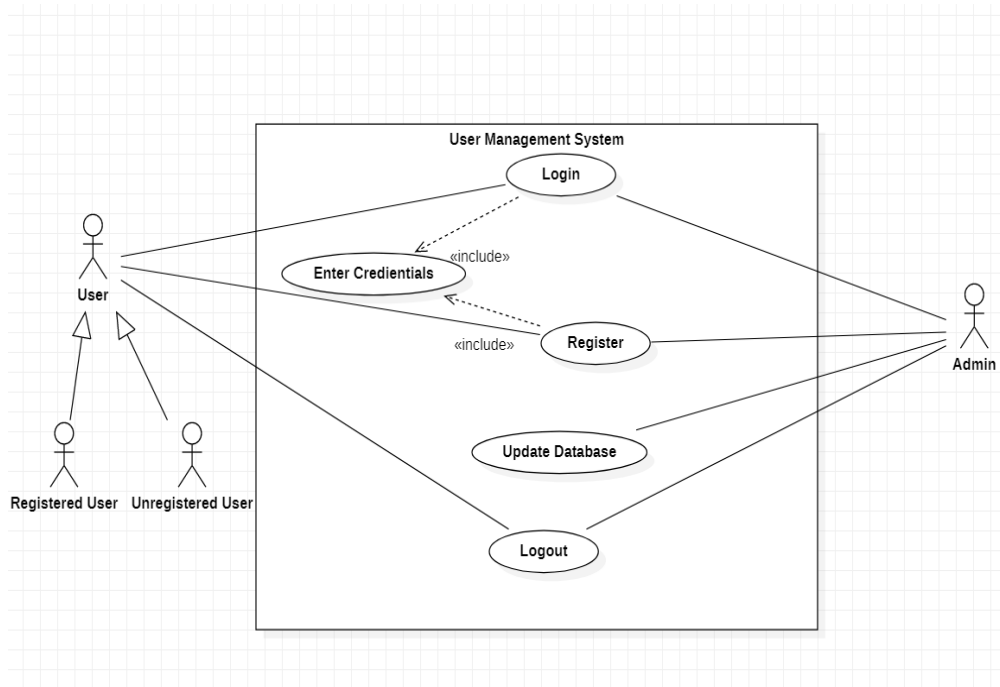 User Management System
Login
«include»
Enter Credientials
User
Register
«include»
Admin
Update Database
Registered User
Unregistered User
Logout